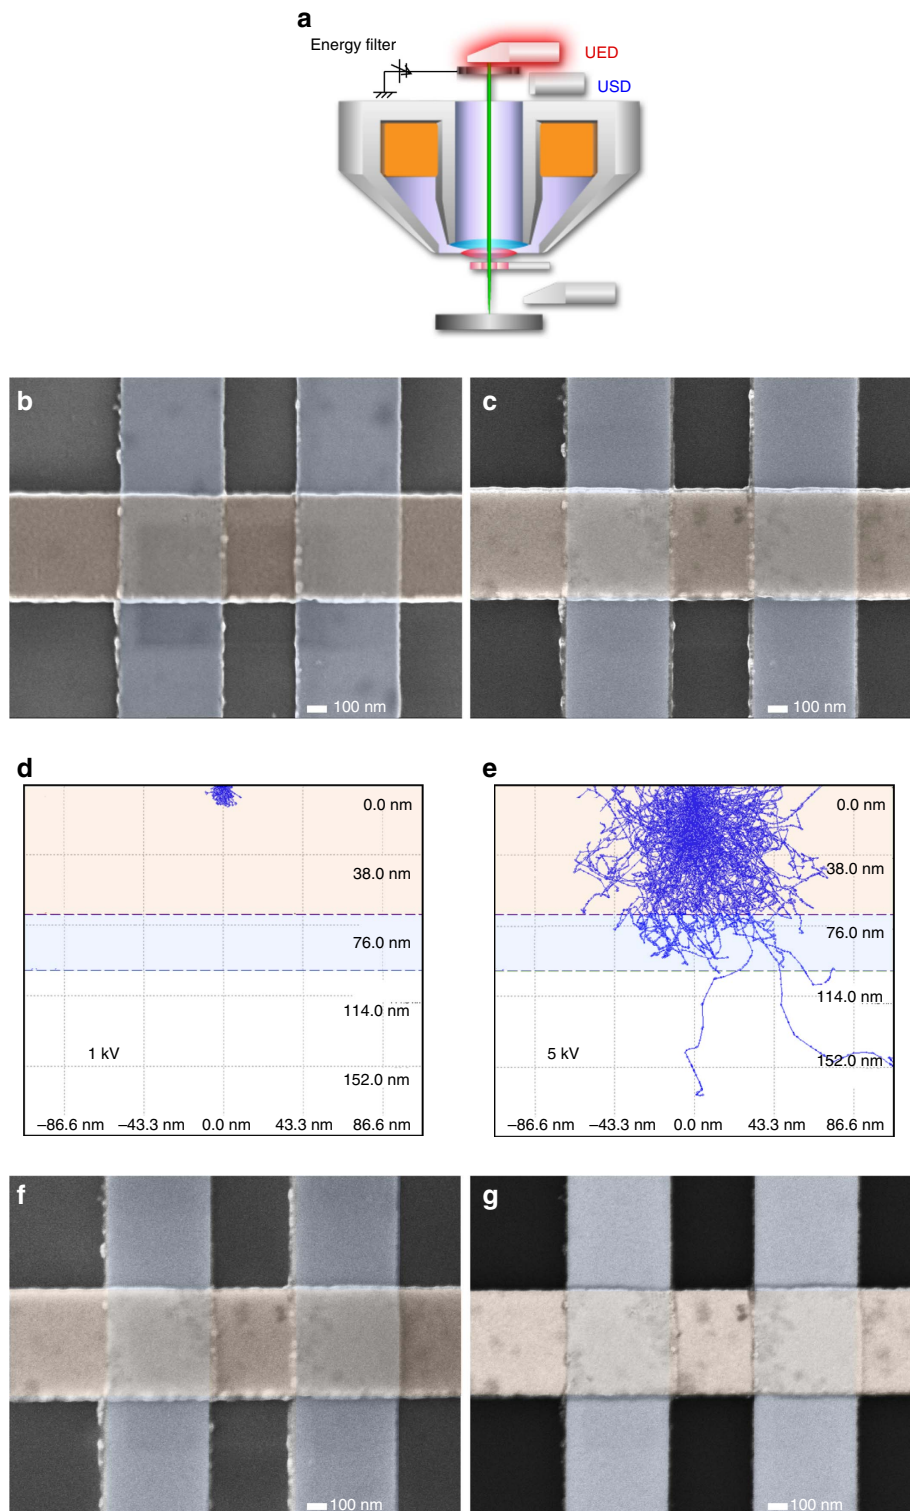 a
Energy filter
UED
USD
b
100 nm
c
100 nm
d
0.0 nm
38.0 nm
76.0 nm
114.0 nm
1 kV
152.0 nm
–86.6 nm –43.3 nm 0.0 nm 43.3 nm 86.6 nm
e
0.0 nm
38.0 nm
76.0 nm
114.0 nm
5 kV
152.0 nm
–86.6 nm –43.3 nm 0.0 nm 43.3 nm 86.6 nm
f
100 nm
g
100 nm